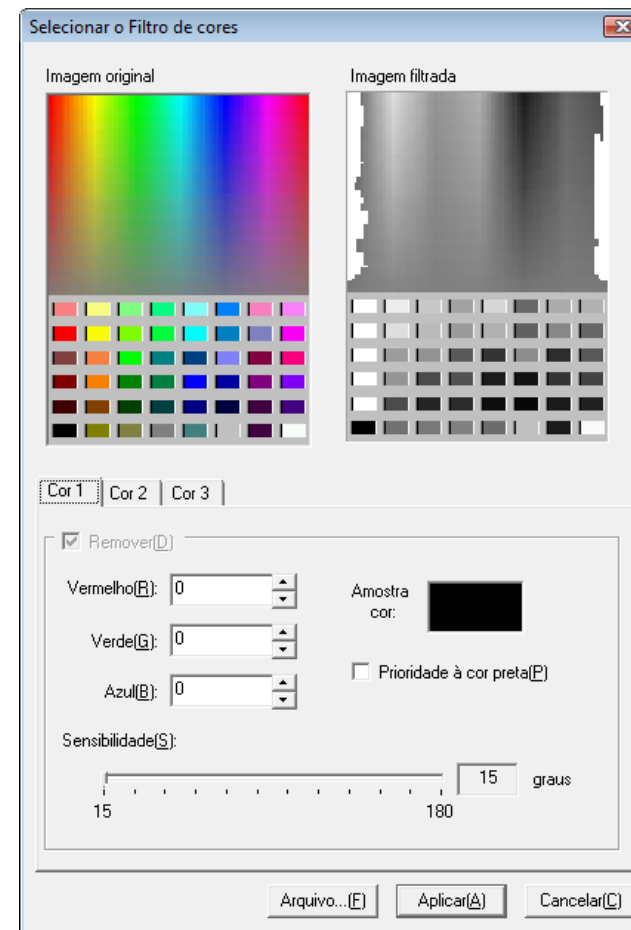 Selecionar o Filtro de cores
Imagem original
Imagem filtrada
Cor 1
Cor 2
Cor 3
Remover(D)
Vermelho(R): 0
Verde(G): 0
Azul(B): 0
Amostra
cor:
Prioridade à cor preta(P)
Sensibilidade(S):
15
180
15 graus
Arquivo...(F)
Aplicar(A)
Cancelar(C)